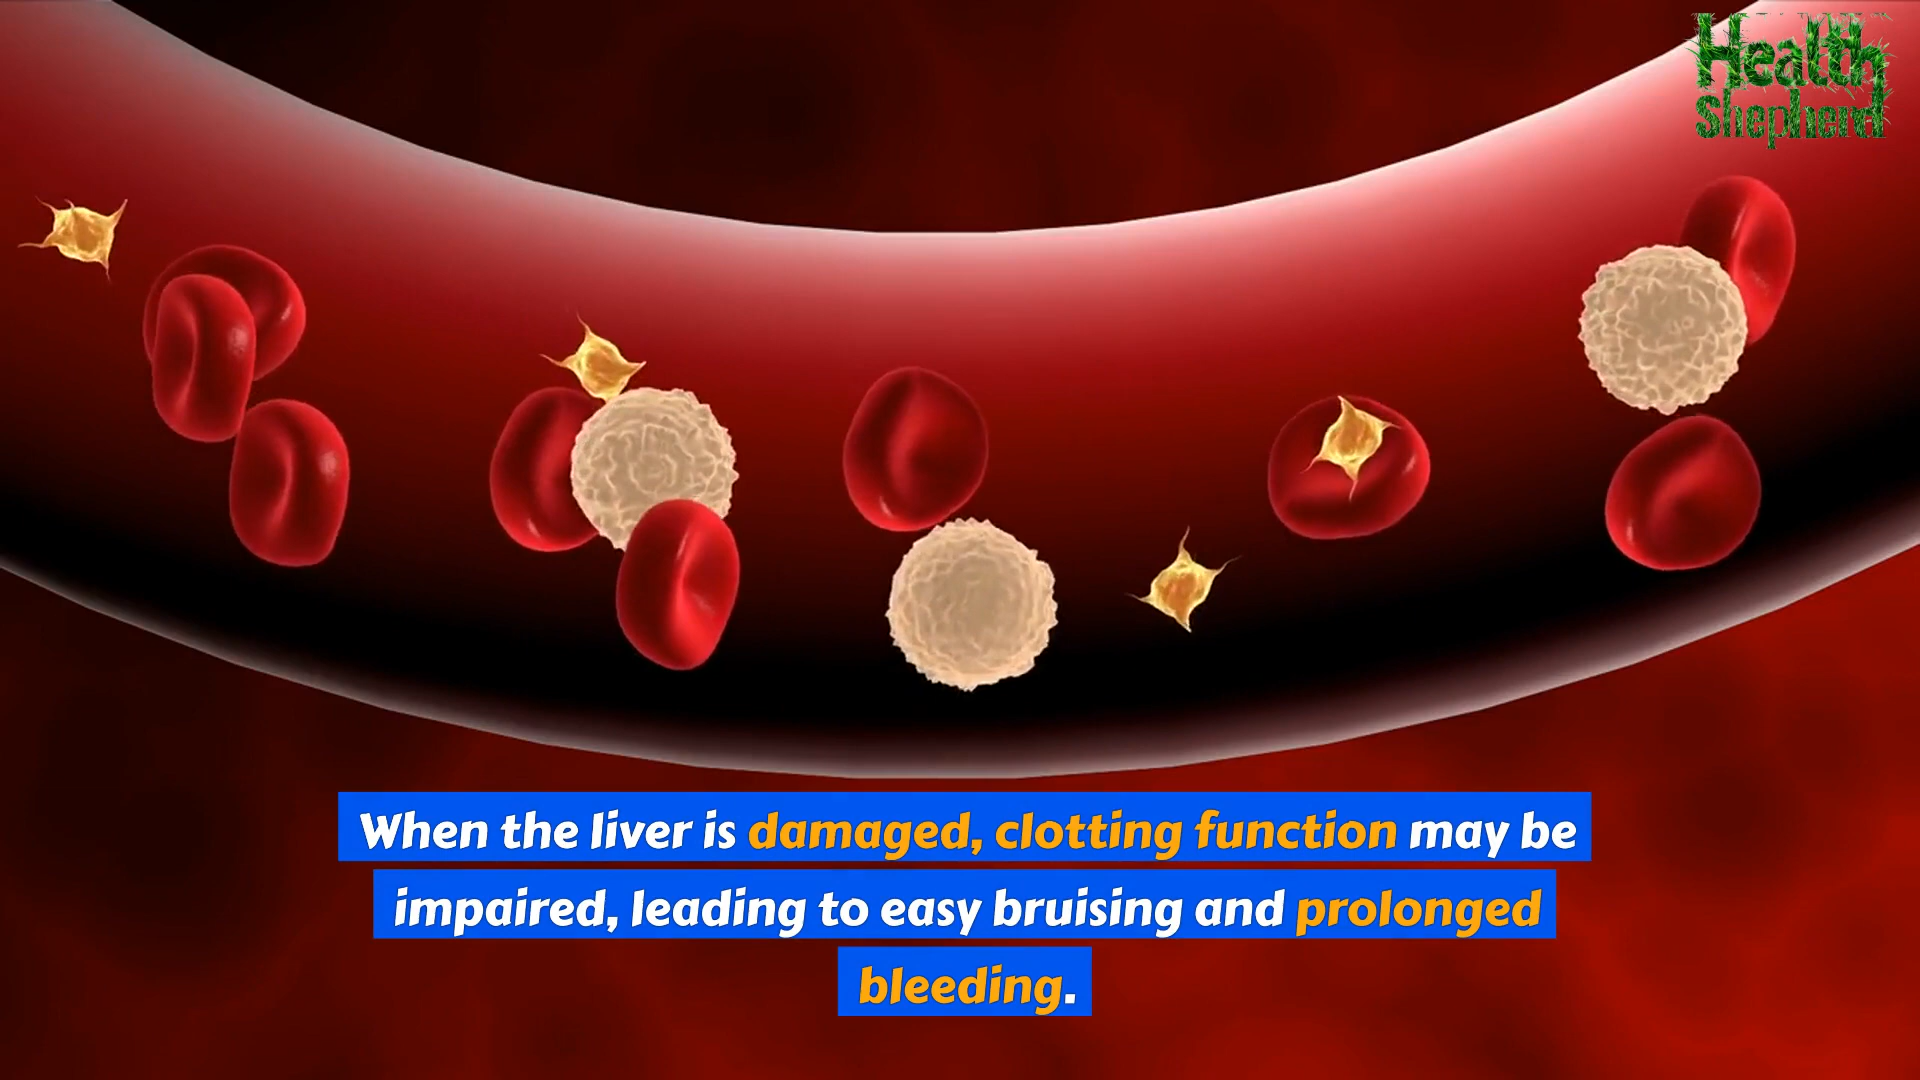 Health
Shepherd
When the liver is damaged, clotting function may be
impaired, leading to easy bruising and prolonged
bleeding.